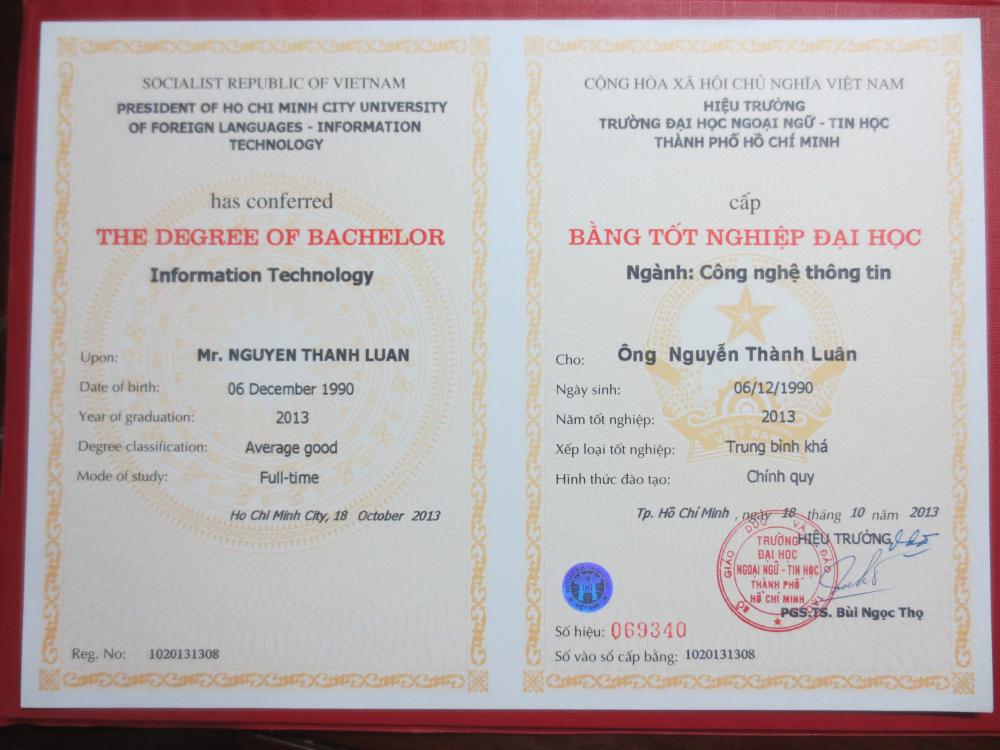 SOCIALIST REPUBLIC OF VIETNAM
PRESIDENT OF HO CHI MINH CITY UNIVERSITY
OF FOREIGN LANGUAGES - INFORMATION
TECHNOLOGY
has conferred
THE DEGREE OF BACHELOR
Information Technology
Upon: Mr. NGUYEN THANH LUAN
Date of birth: 06 December 1990
Year of graduation: 2013
Degree classification: Average good
Mode of study: Full-time
Ho Chi Minh City, 18 October 2013
Reg. No: 1020131308
CỘNG HÒA XÃ HỘI CHỦ NGHĨA VIỆT NAM
HIỆU TRƯỞNG
TRƯỜNG ĐẠI HỌC NGOẠI NGỮ - TIN HỌC
THÀNH PHỐ HỒ CHÍ MINH
cấp
BẰNG TỐT NGHIỆP ĐẠI HỌC
Ngành: Công nghệ thông tin
Cho: Ông Nguyễn Thành Luân
Ngày sinh: 06/12/1990
Năm tốt nghiệp: 2013
Xếp loại tốt nghiệp: Trung bình khá
Hình thức đào tạo: Chính quy
Tp. Hồ Chí Minh , ngày 18 tháng 10 năm 2013
HIỆU TRƯỞNG
BỘ GIÁO DỤC VÀ ĐÀO TẠO
TRƯỜNG
ĐẠI HỌC
NGOẠI NGỮ - TIN HỌC
THÀNH PHỐ
HỒ CHÍ MINH
PGS.TS. Bùi Ngọc Thọ
Số hiệu: 069340
Số vào sổ cấp bằng: 1020131308